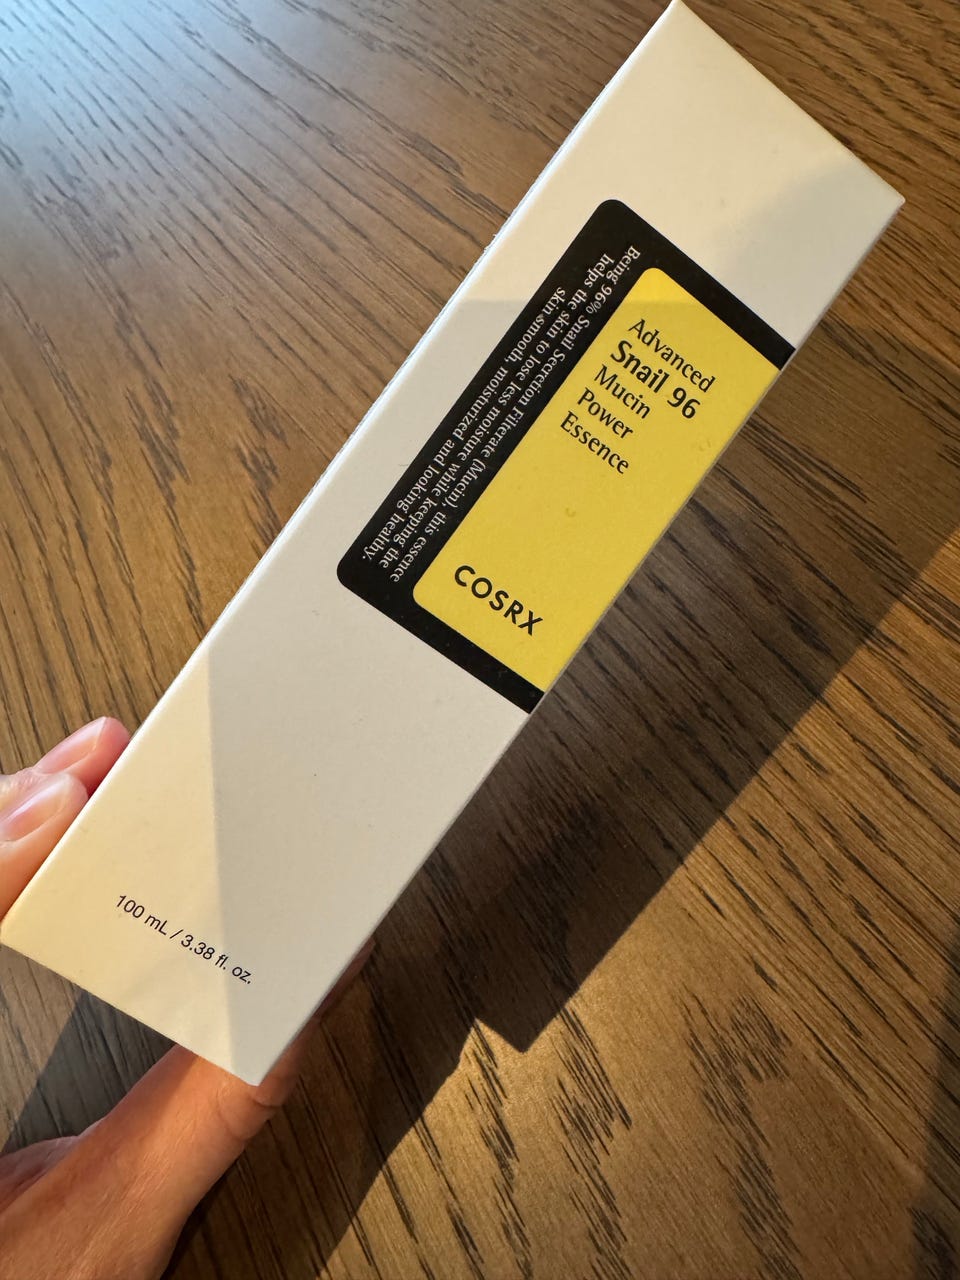 Advanced
Snail 96
Mucin
Power
Essence
COSRX
Being 96% Snail Secretion Filterate (Mucin), this essence
helps the skin to lose less moisture while keeping the
skin smooth, moisturized and looking healthy.
100 mL / 3.38 fl. oz.